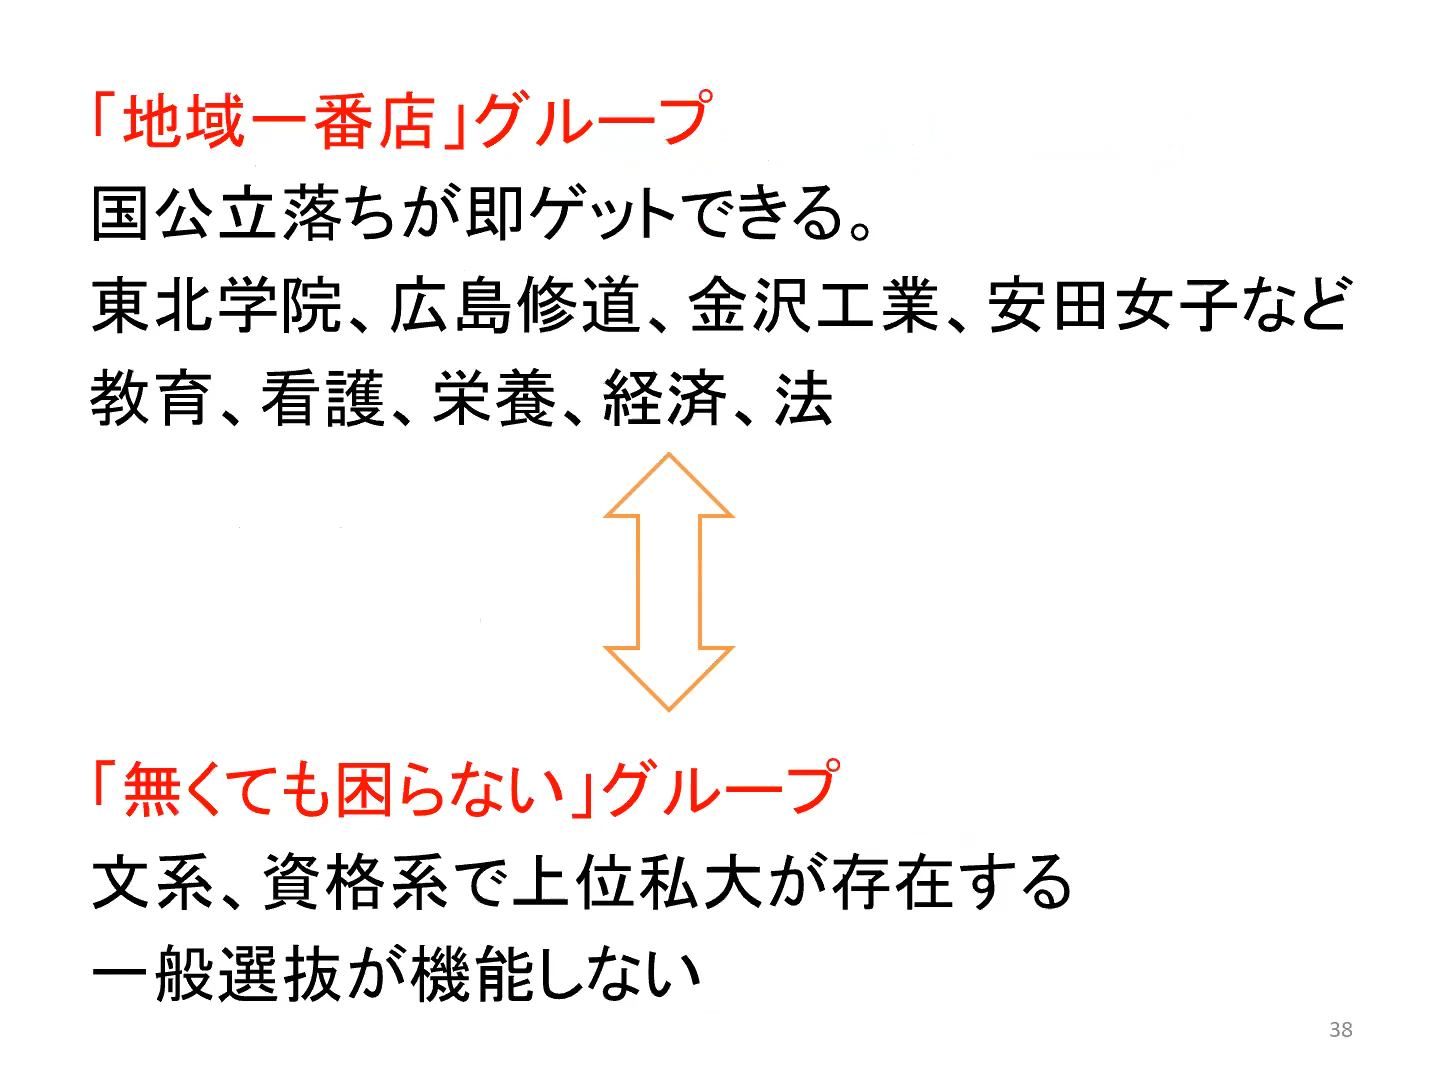 「地域一番店」グループ
国公立落ちが即ゲットできる。
東北学院、広島修道、金沢工業、安田女子など
教育、看護、栄養、経済、法
「無くても困らない」グループ
文系、資格系で上位私大が存在する
一般選抜が機能しない
38